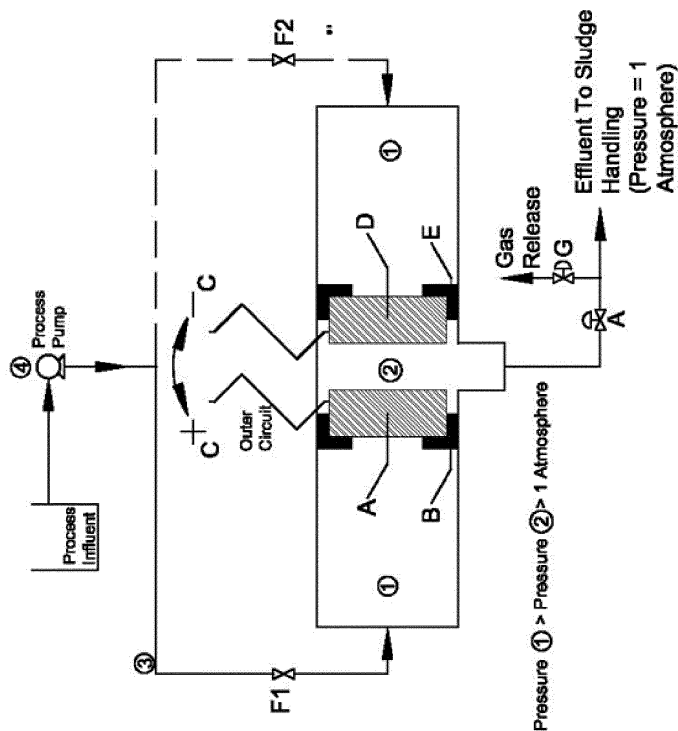 Process
Influent
④
Process
Pump
③
+
C
−
C
Outer
Circuit
F1
F2
①
②
①
A
D
B
E
Pressure ① > Pressure ② > 1 Atmosphere
Gas
Release
G
A
Effluent To Sludge
Handling
(Pressure = 1
Atmosphere)